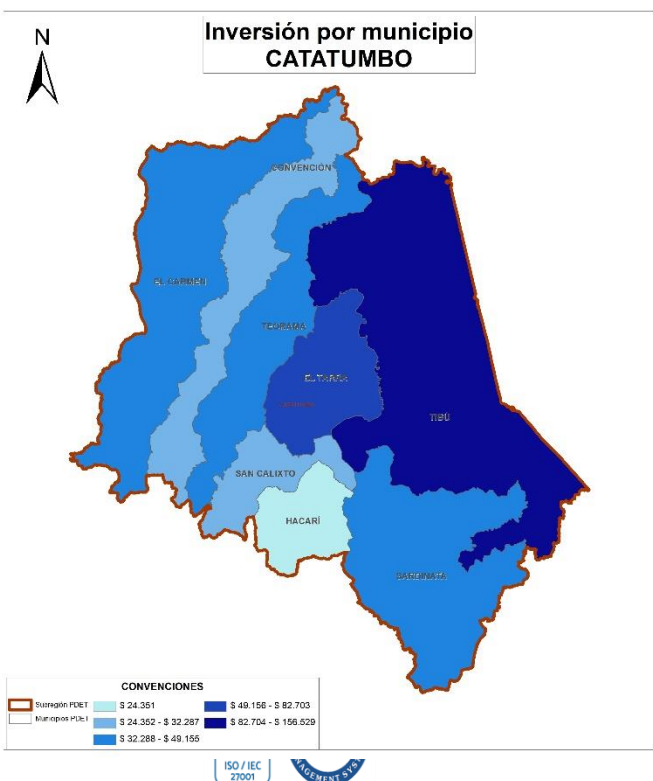 N
Inversión por municipio
CATATUMBO
CONVENCIÓN
EL CARMEN
TEORAMA
EL TARRA
TIBÚ
SAN CALIXTO
HACARÍ
SARDINATA
CONVENCIONES
Subregión PDET
Municipios PDET
$ 24.351
$ 24.352 - $ 32.287
$ 32.288 - $ 49.155
$ 49.156 - $ 82.703
$ 82.704 - $ 156.529
ISO / IEC
27001